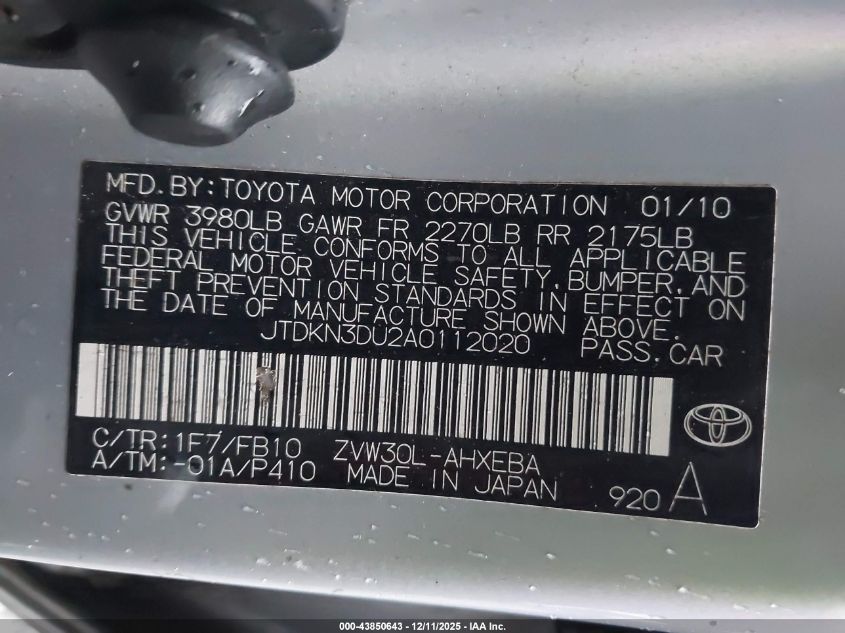 MFD.BY:TOYOTA MOTOR CORPORATION 01/10
GVWR 3980LB GAWR FR 2270LB RR 2175LB
THIS VEHICLE CONFORMS TO ALL APPLICABLE
FEDERAL MOTOR VEHICLE SAFETY,BUMPER,AND
THEFT PREVENTION STANDARDS IN EFFECT ON
THE DATE OF MANUFACTURE SHOWN ABOVE.
JTDKN3DU2A0112020 PASS.CAR
C/TR:1F7/FB10 ZVW30L-AHXEBA
A/TM:-01A/P410 MADE IN JAPAN 920 A
000-43850643 - 12/11/2025 - IAA Inc.